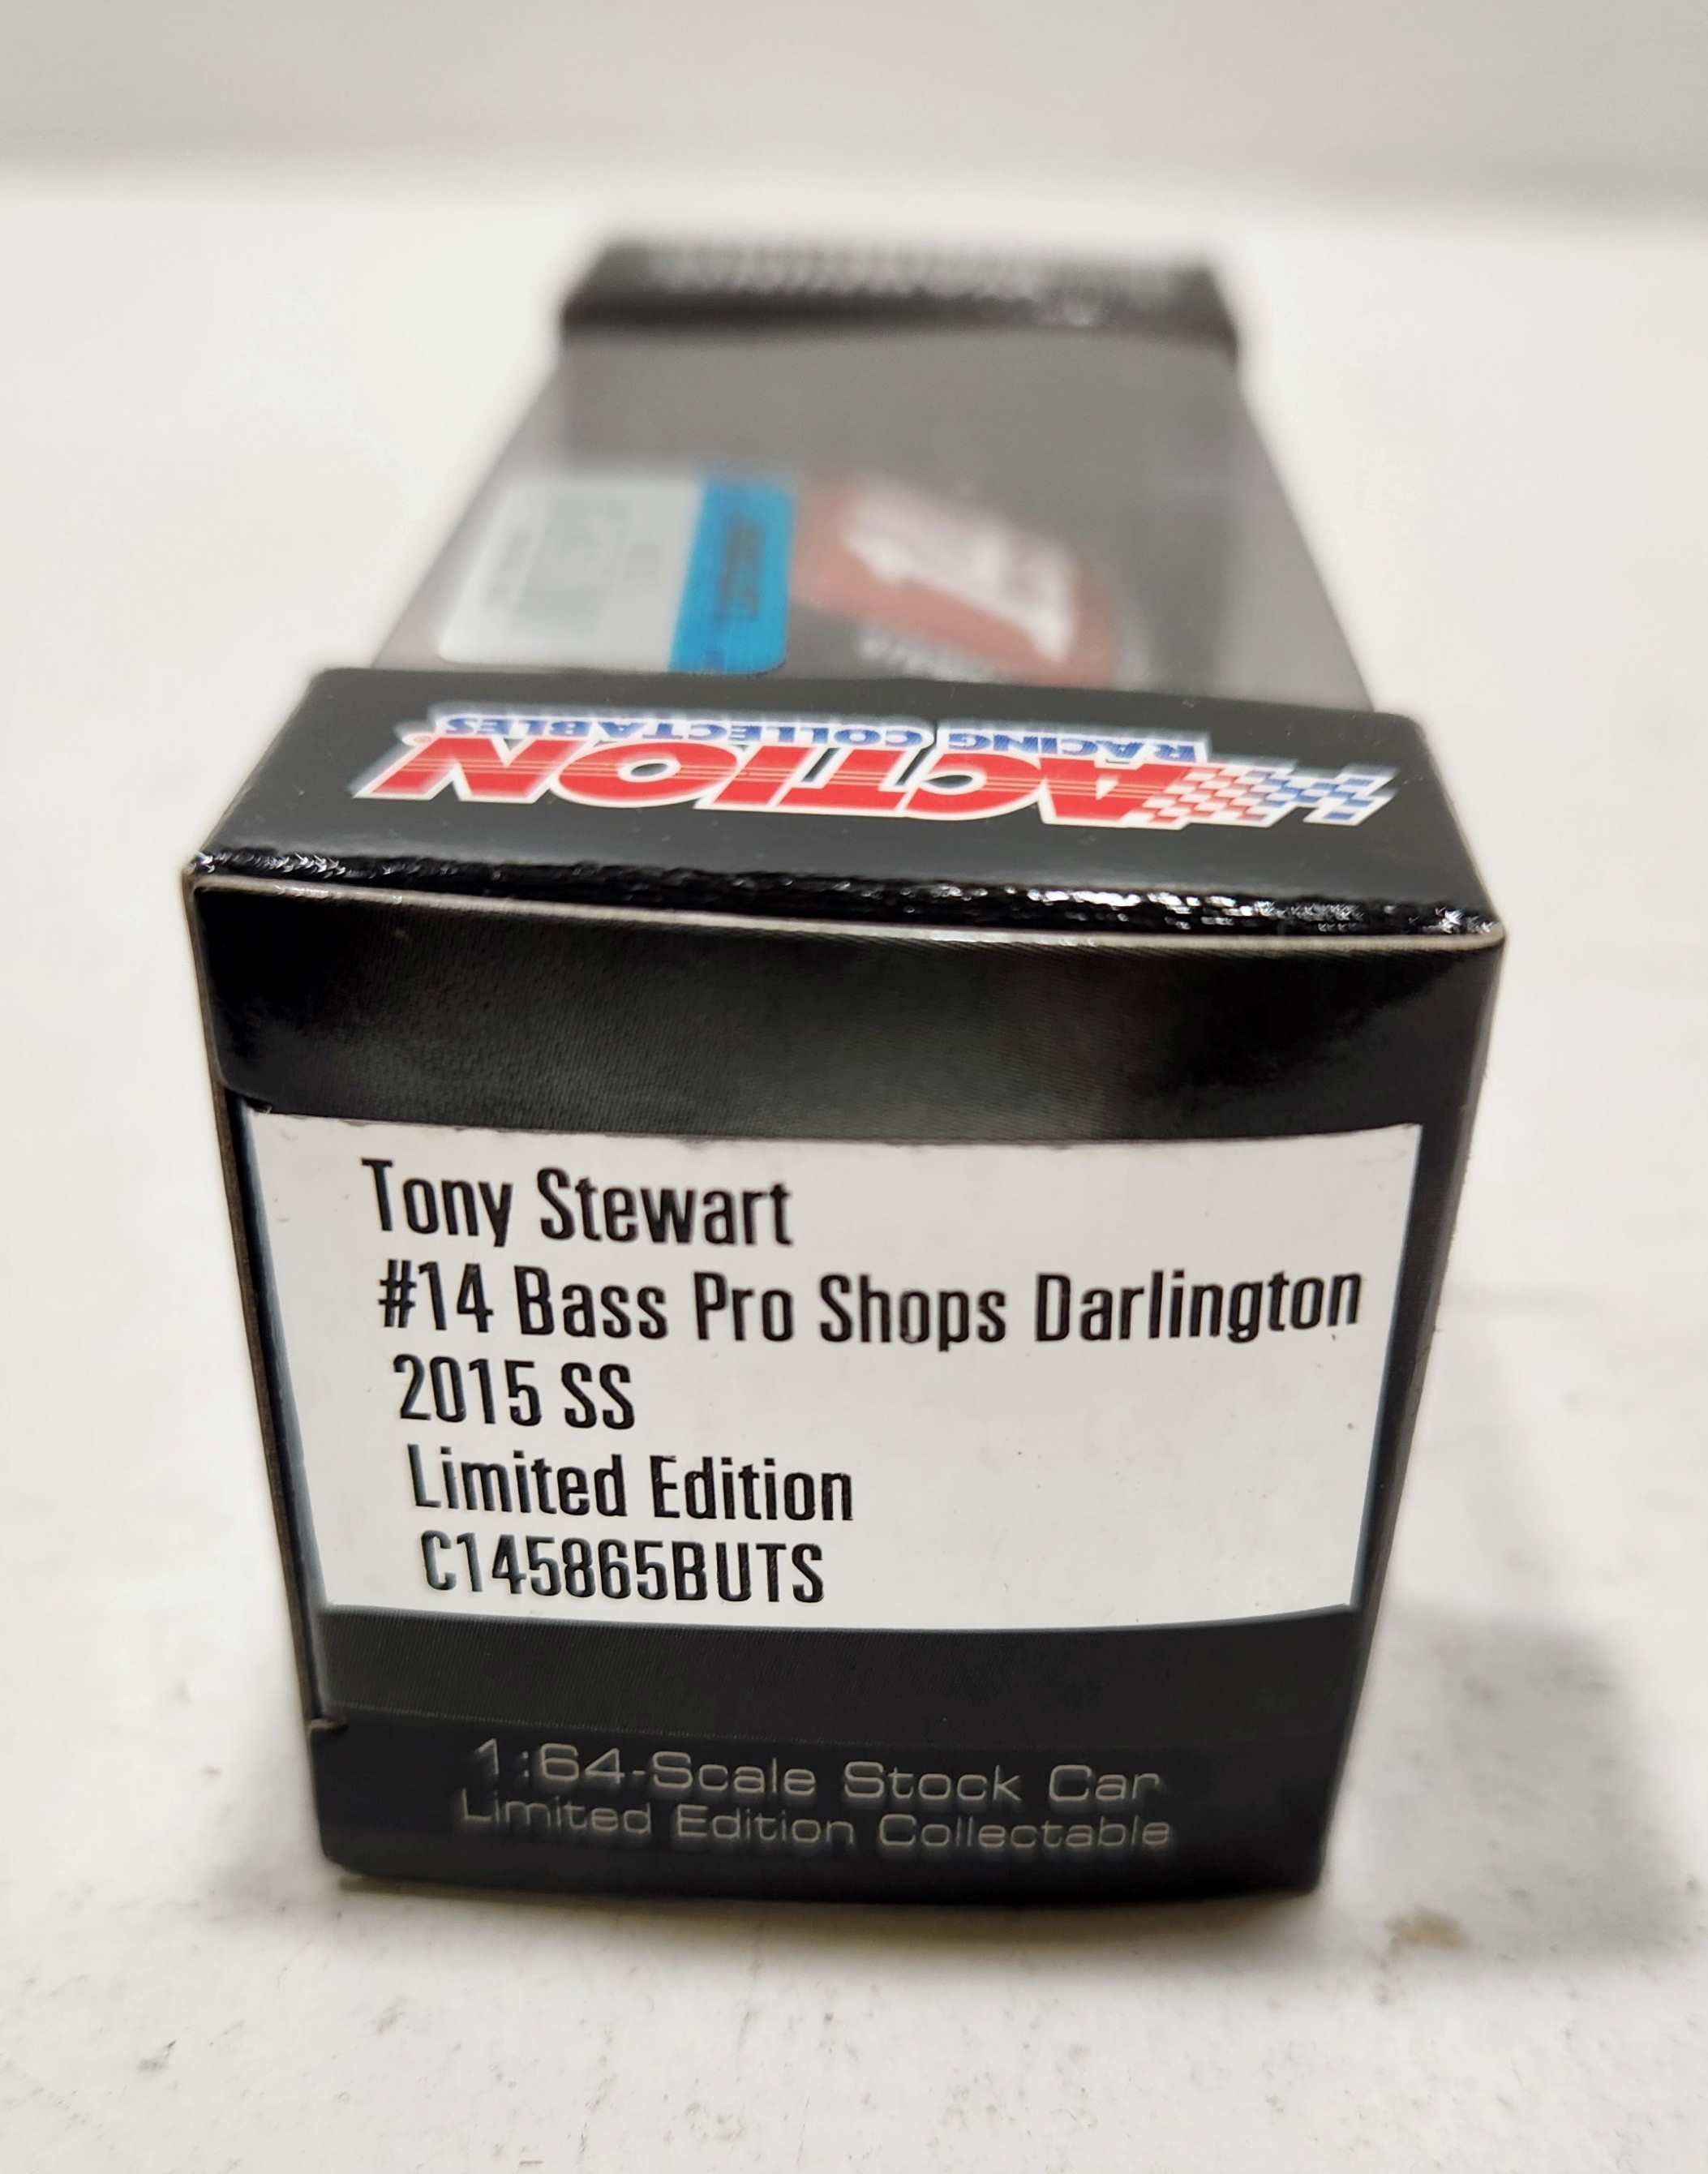 ACTION
RACING COLLECTABLES
Tony Stewart
#14 Bass Pro Shops Darlington
2015 SS
Limited Edition
C145865BUTS
1:64-Scale Stock Car
Limited Edition Collectable